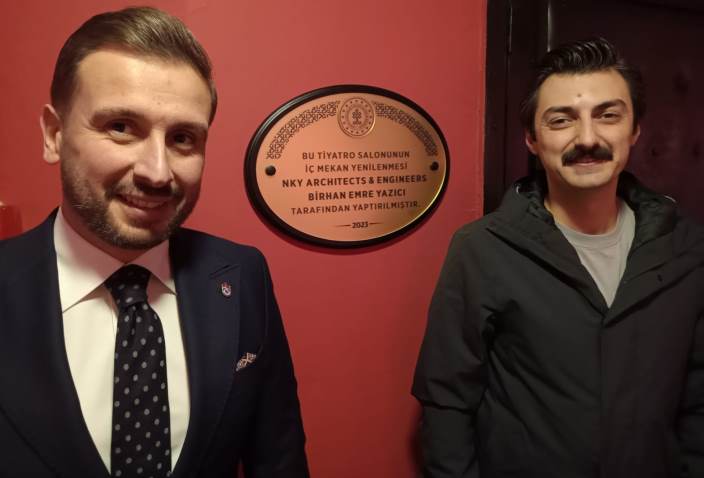 BU TİYATRO SALONUNUN
İÇ MEKAN YENİLENMESİ
NKY ARCHITECTS & ENGINEERS
BİRHAN EMRE YAZICI
TARAFINDAN YAPTIRILMIŞTIR.
2023